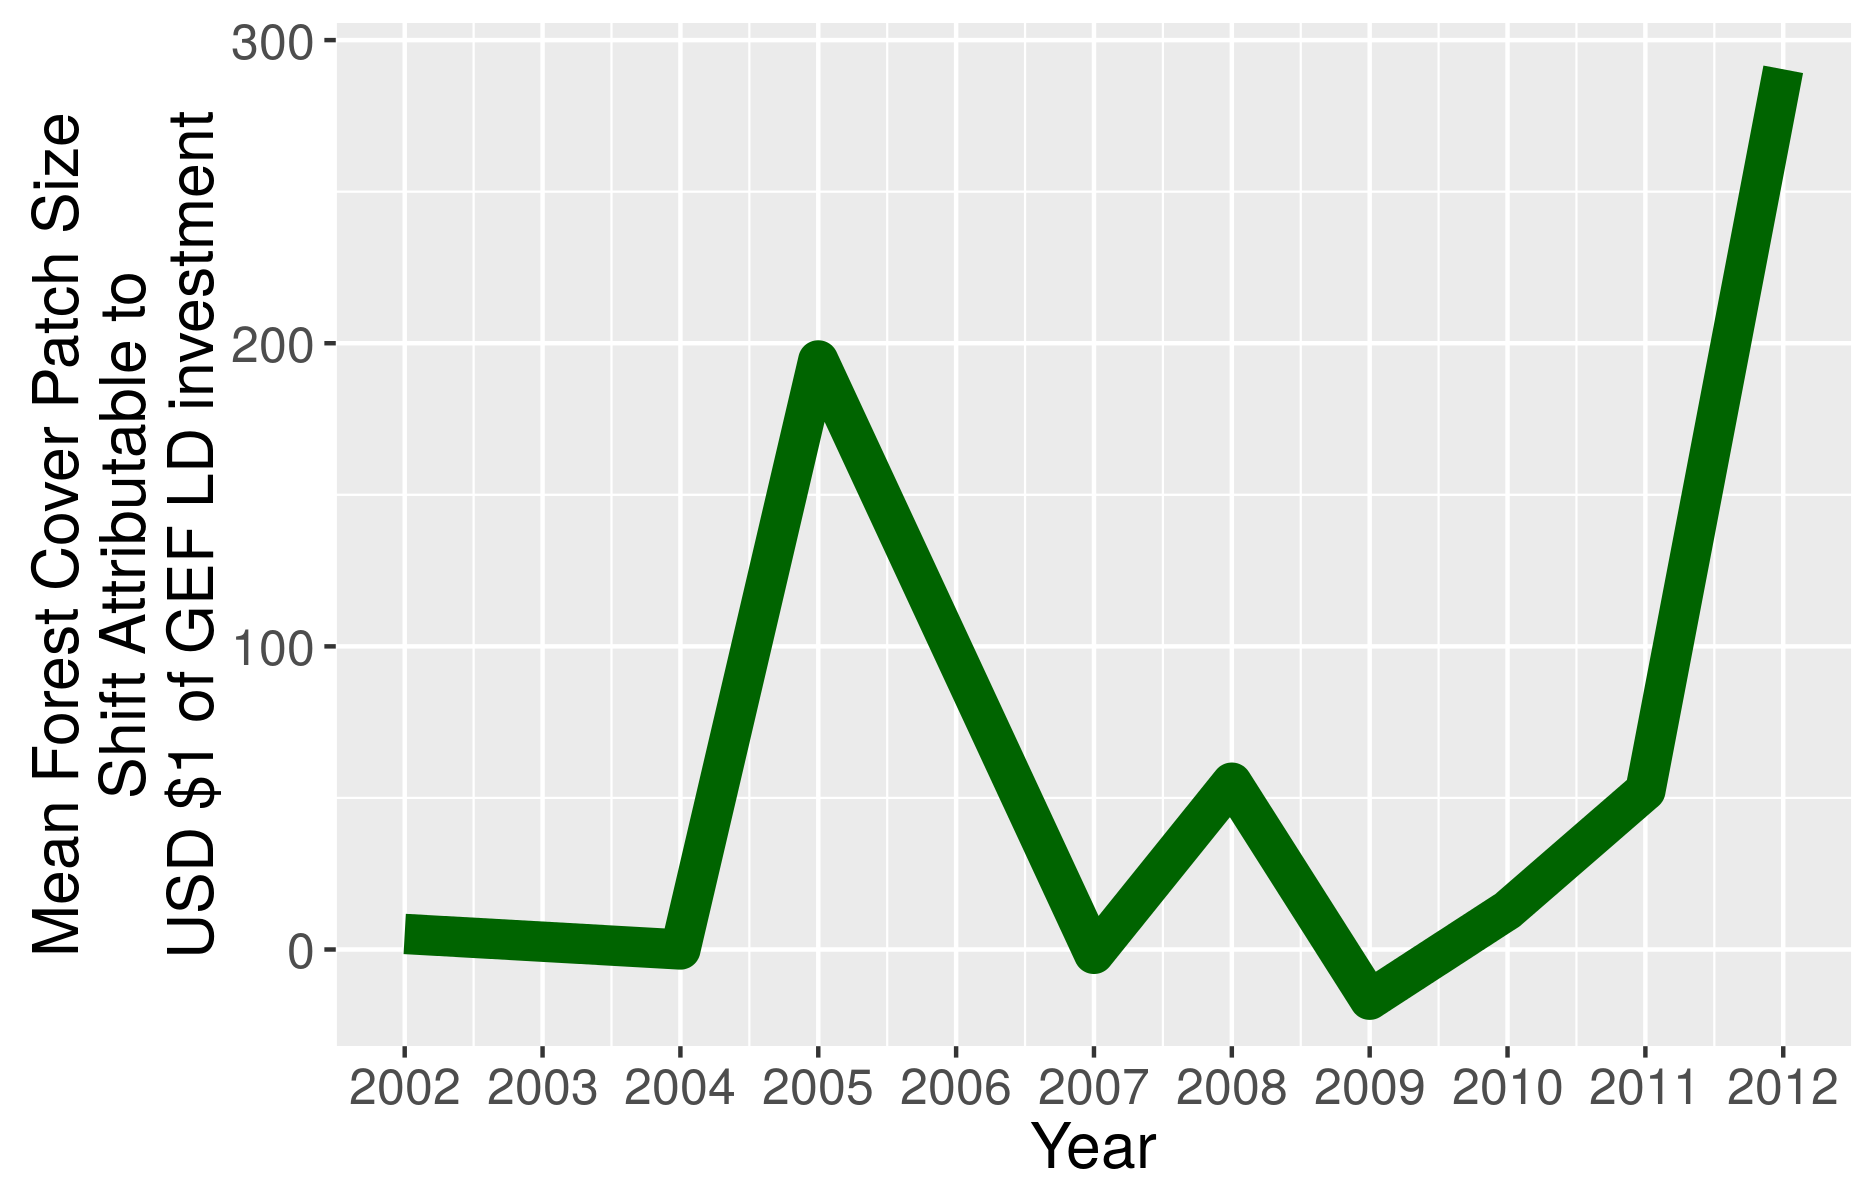 Mean Forest Cover Patch Size
Shift Attributable to
USD $1 of GEF LD investment
300
200
100
0
2002 2003 2004 2005 2006 2007 2008 2009 2010 2011 2012
Year